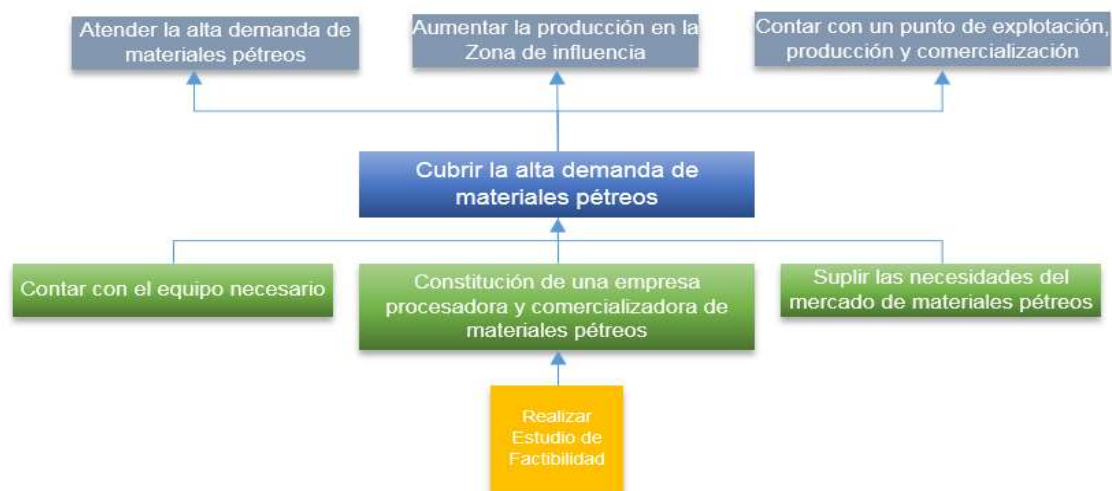 Atender la alta demanda de
materiales pétreos
Aumentar la producción en la
Zona de influencia
Contar con un punto de explotación,
producción y comercialización
Cubrir la alta demanda de
materiales pétreos
Contar con el equipo necesario
Constitución de una empresa
procesadora y comercializadora de
materiales pétreos
Suplir las necesidades del
mercado de materiales pétreos
Realizar
Estudio de
Factibilidad